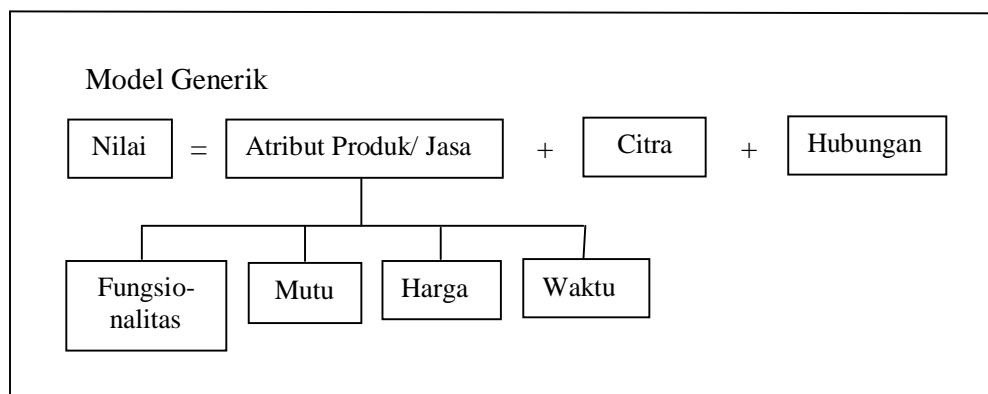 Model Generik
Nilai = Atribut Produk/ Jasa + Citra + Hubungan
Fungsio-
nalitas
Mutu
Harga
Waktu